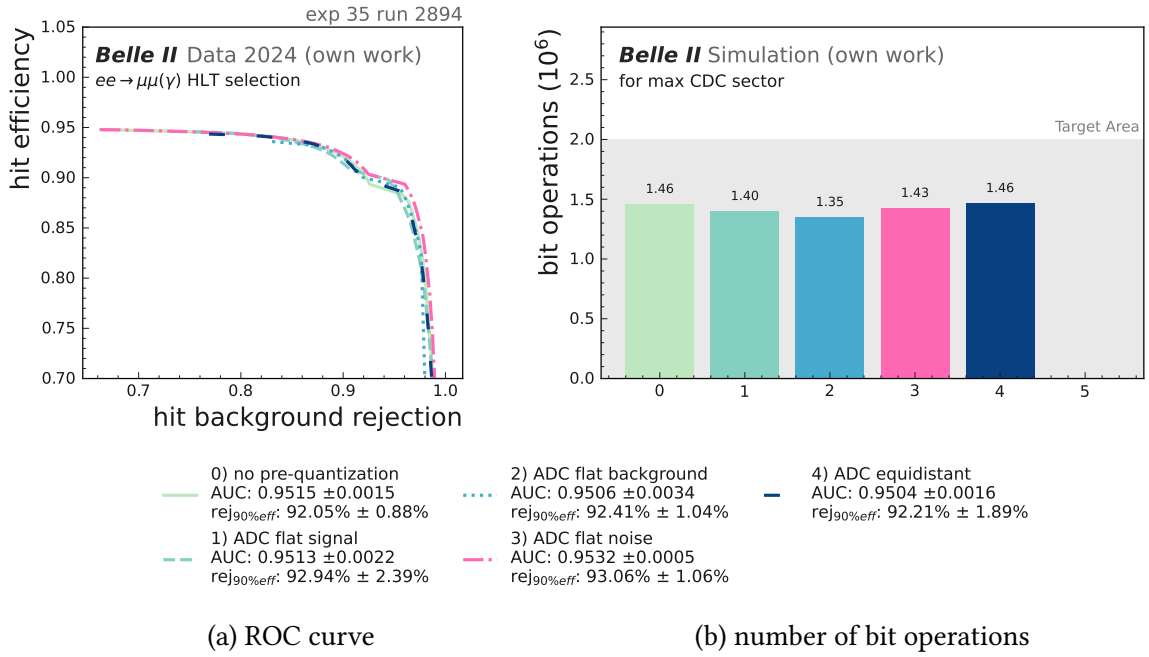 exp 35 run 2894
Belle II Data 2024 (own work)
ee→μμ(γ) HLT selection
hit efficiency
1.05
1.00
0.95
0.90
0.85
0.80
0.75
0.70
0.7 0.8 0.9 1.0
hit background rejection
Belle II Simulation (own work)
for max CDC sector
Target Area
bit operations (10⁶)
2.5
2.0
1.5
1.0
0.5
0.0
1.46 1.40 1.35 1.43 1.46
0 1 2 3 4 5
0) no pre-quantization
AUC: 0.9515 ±0.0015
rej90%eff: 92.05% ± 0.88%
1) ADC flat signal
AUC: 0.9513 ±0.0022
rej90%eff: 92.94% ± 2.39%
2) ADC flat background
AUC: 0.9506 ±0.0034
rej90%eff: 92.41% ± 1.04%
3) ADC flat noise
AUC: 0.9532 ±0.0005
rej90%eff: 93.06% ± 1.06%
4) ADC equidistant
AUC: 0.9504 ±0.0016
rej90%eff: 92.21% ± 1.89%
(a) ROC curve
(b) number of bit operations